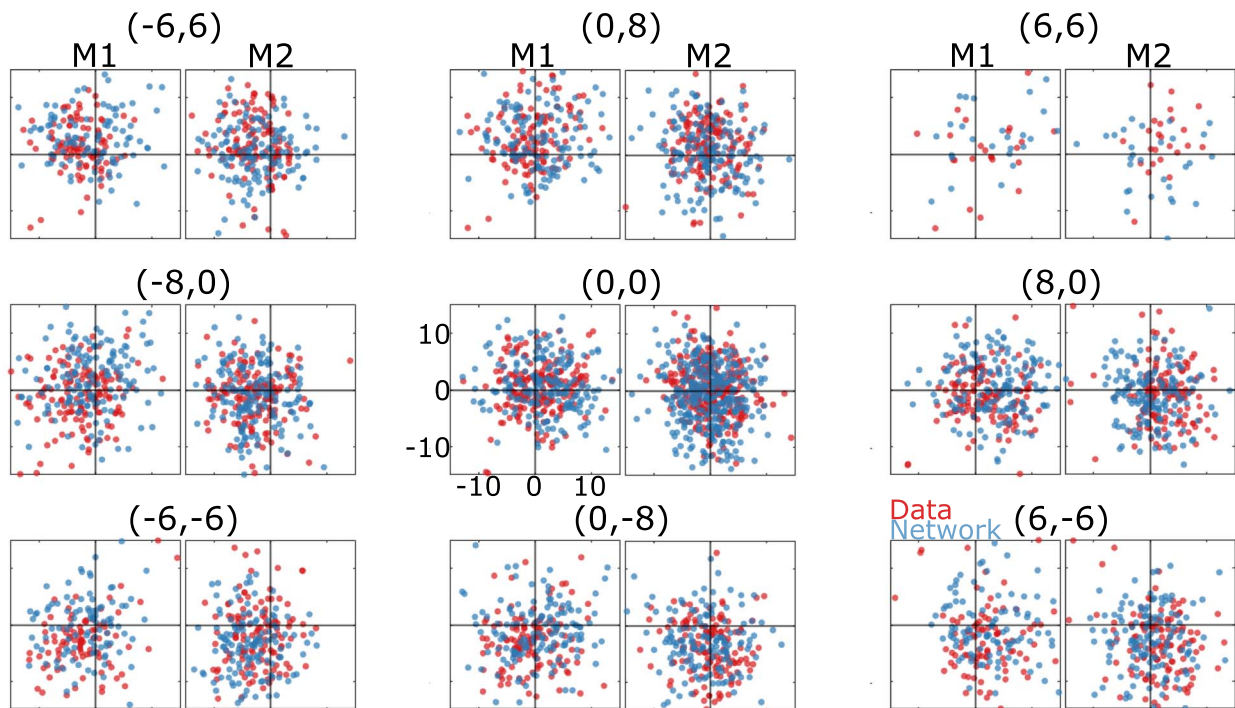 (-6,6)
M1 M2
(0,8)
M1 M2
(6,6)
M1 M2
(-8,0)
(0,0)
10
0
-10
-10 0 10
(8,0)
(-6,-6)
(0,-8)
Data
Network
(6,-6)